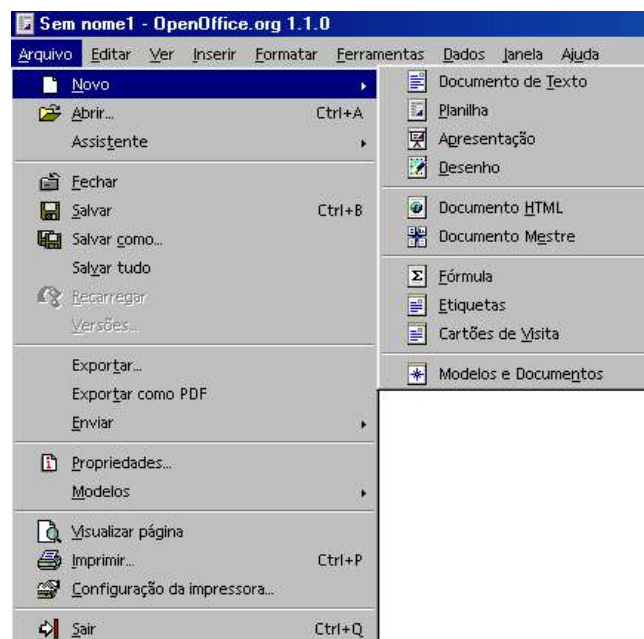 Sem nome1 - OpenOffice.org 1.1.0
Arquivo Editar Ver Inserir Formatar Ferramentas Dados Janela Ajuda
Novo
Abrir... Ctrl+A
Assistente
Fechar
Salvar Ctrl+B
Salvar como...
Salvar tudo
Recarregar
Versões...
Exportar...
Exportar como PDF
Enviar
Propriedades...
Modelos
Visualizar página
Imprimir... Ctrl+P
Configuração da impressora...
Sair Ctrl+Q
Documento de Texto
Planilha
Apresentação
Desenho
Documento HTML
Documento Mestre
Fórmula
Etiquetas
Cartões de Visita
Modelos e Documentos